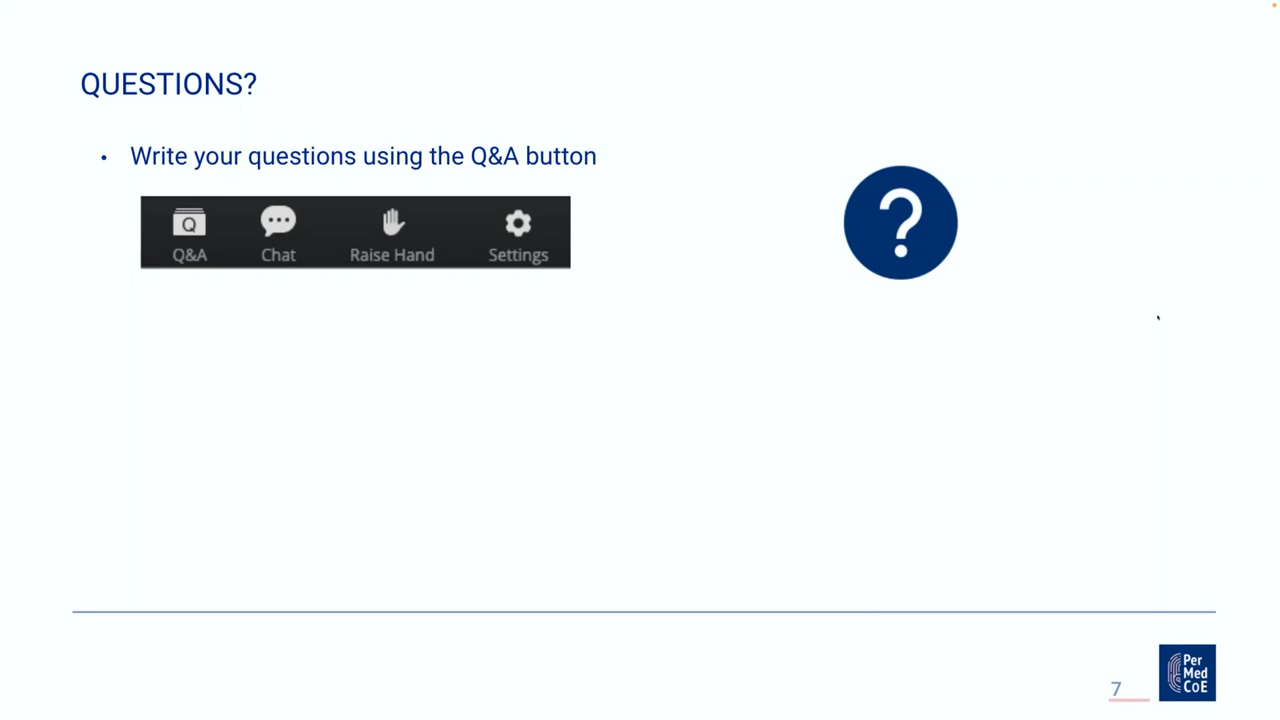 QUESTIONS?
• Write your questions using the Q&A button
Q
Q&A Chat Raise Hand Settings
?
7
Per
Med
CoE